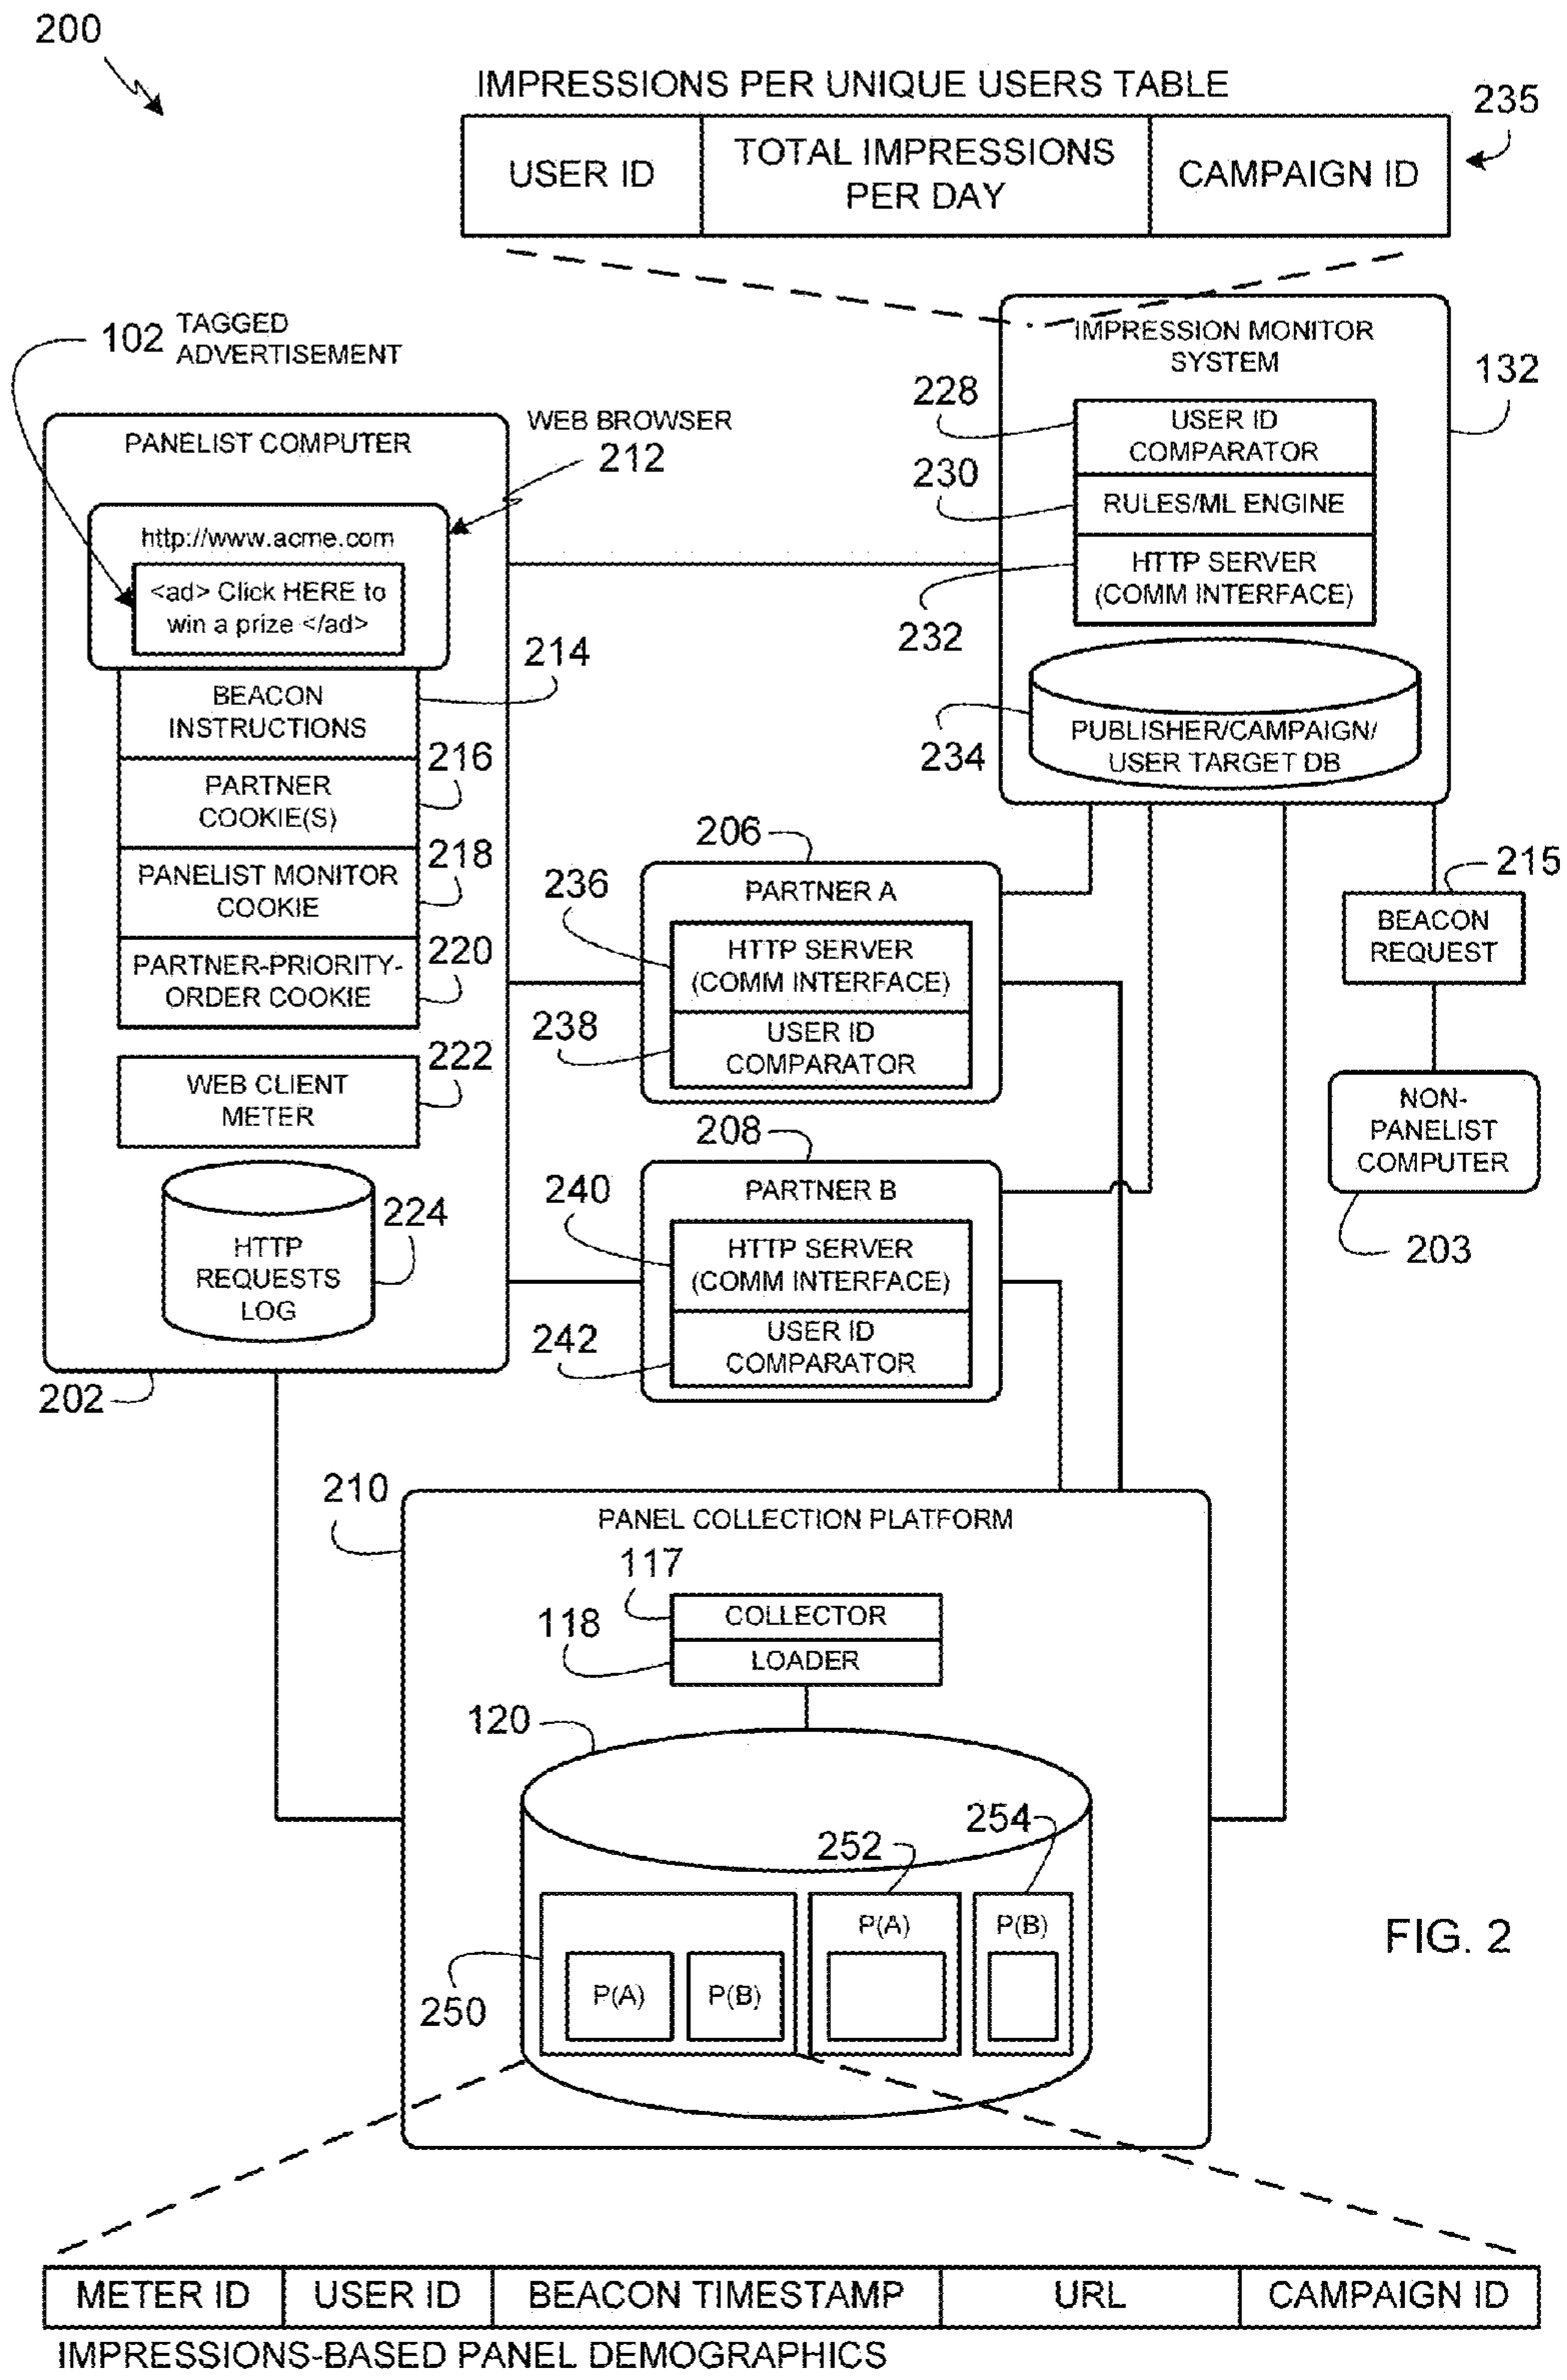 200
IMPRESSIONS PER UNIQUE USERS TABLE
235
USER ID
TOTAL IMPRESSIONS
PER DAY
CAMPAIGN ID
102
TAGGED
ADVERTISEMENT
IMPRESSION MONITOR
SYSTEM
132
228
USER ID
COMPARATOR
230
RULES/ML ENGINE
HTTP SERVER
(COMM INTERFACE)
232
234
PUBLISHER/CAMPAIGN/
USER TARGET DB
PANELIST COMPUTER
WEB BROWSER
212
http://www.acme.com
<ad> Click HERE to
win a prize </ad>
214
BEACON
INSTRUCTIONS
216
PARTNER
COOKIE(S)
218
PANELIST MONITOR
COOKIE
220
PARTNER-PRIORITY-
ORDER COOKIE
222
WEB CLIENT
METER
224
HTTP
REQUESTS
LOG
202
206
PARTNER A
236
HTTP SERVER
(COMM INTERFACE)
238
USER ID
COMPARATOR
208
PARTNER B
240
HTTP SERVER
(COMM INTERFACE)
242
USER ID
COMPARATOR
215
BEACON
REQUEST
NON-
PANELIST
COMPUTER
203
210
PANEL COLLECTION PLATFORM
117
COLLECTOR
118
LOADER
120
252
254
P(A)
P(B)
250
P(A)
P(B)
FIG. 2
METER ID
USER ID
BEACON TIMESTAMP
URL
CAMPAIGN ID
IMPRESSIONS-BASED PANEL DEMOGRAPHICS